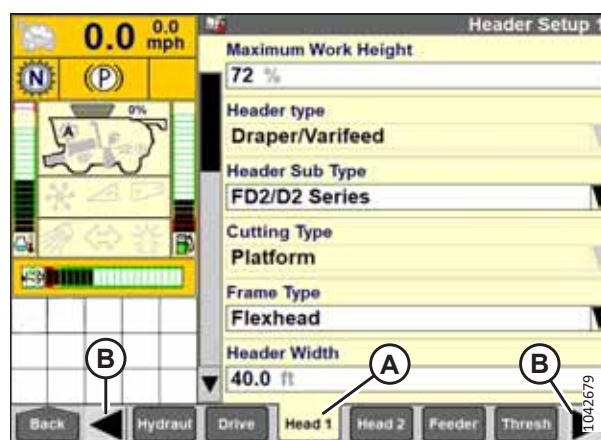 0.0 0.0 mph
Header Setup 1
N
(P)
0%
A
Maximum Work Height
72 %
Header type
Draper/Varifeed
Header Sub Type
FD2/D2 Series
Cutting Type
Platform
Frame Type
Flexhead
Header Width
40.0 ft
B
A
B
Back
Hydraul
Drive
Head 1
Head 2
Feeder
Thresh
1042679